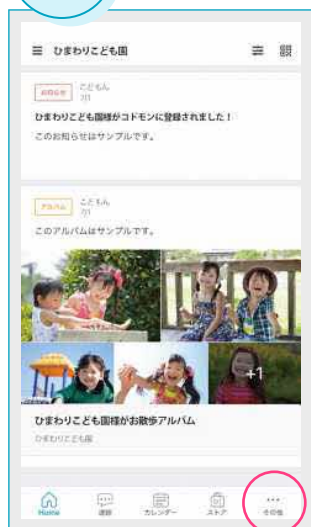 ひまわりこども園
お知らせ
こどもん
7/1
ひまわりこども園様がコドモンに登録されました！
このお知らせはサンプルです。
アルバム
こどもん
7/1
このアルバムはサンプルです。
+1
ひまわりこども園様がお散歩アルバム
ひまわりこども園
Home
連絡
カレンダー
ストア
その他